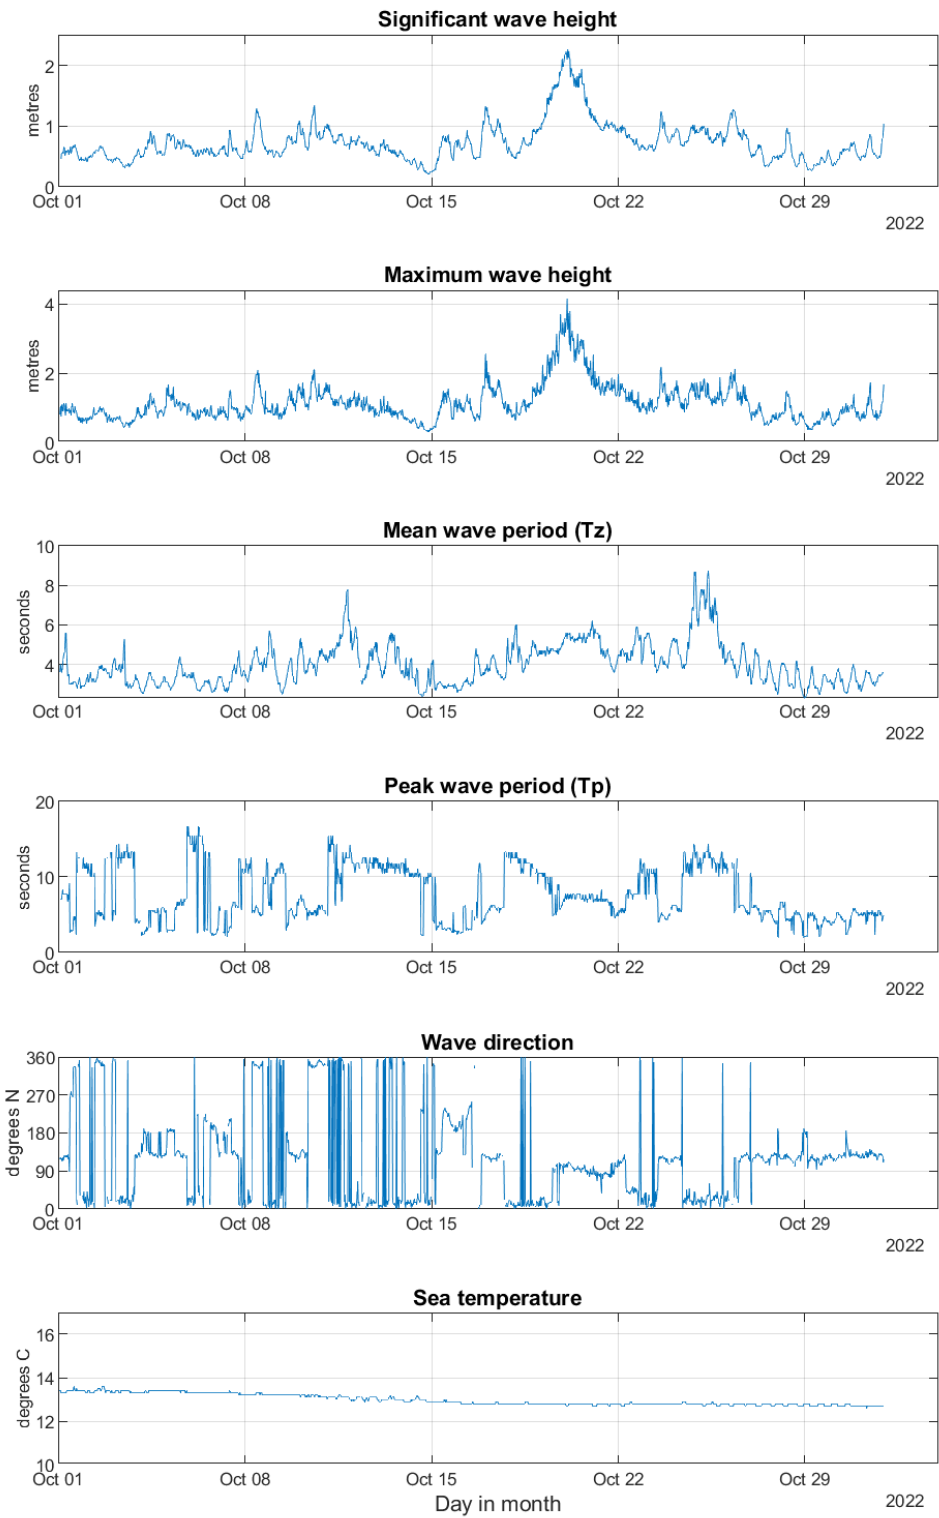 Significant wave height
metres
2
1
0
Oct 01 Oct 08 Oct 15 Oct 22 Oct 29
2022
Maximum wave height
metres
4
2
0
Oct 01 Oct 08 Oct 15 Oct 22 Oct 29
2022
Mean wave period (Tz)
seconds
10
8
6
4
Oct 01 Oct 08 Oct 15 Oct 22 Oct 29
2022
Peak wave period (Tp)
seconds
20
10
0
Oct 01 Oct 08 Oct 15 Oct 22 Oct 29
2022
Wave direction
degrees N
360
270
180
90
0
Oct 01 Oct 08 Oct 15 Oct 22 Oct 29
2022
Sea temperature
degrees C
16
14
12
10
Oct 01 Oct 08 Oct 15 Oct 22 Oct 29
Day in month
2022